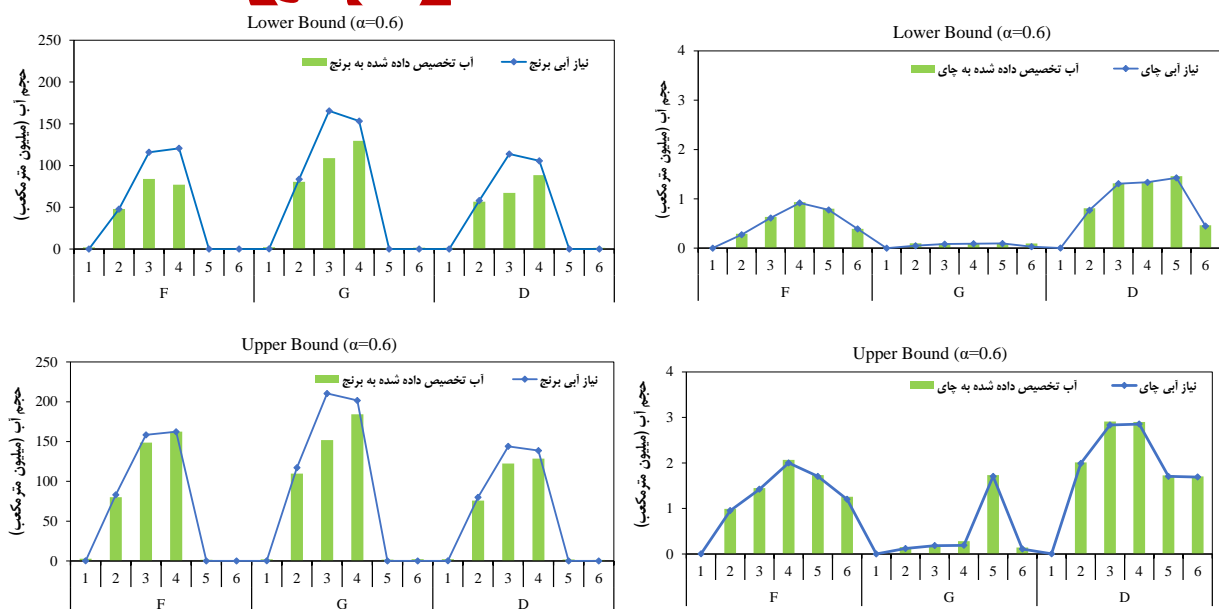 Lower Bound (α=0.6)
250
200
150
100
50
0
حجم آب (میلیون مترمکعب)
آب تخصیص داده شده به برنج
نیاز آبی برنج
1 2 3 4 5 6 1 2 3 4 5 6 1 2 3 4 5 6
F G D
Lower Bound (α=0.6)
4
3
2
1
0
حجم آب (میلیون مترمکعب)
آب تخصیص داده شده به چای
نیاز آبی چای
1 2 3 4 5 6 1 2 3 4 5 6 1 2 3 4 5 6
F G D
Upper Bound (α=0.6)
250
200
150
100
50
0
حجم آب (میلیون مترمکعب)
آب تخصیص داده شده به برنج
نیاز آبی برنج
1 2 3 4 5 6 1 2 3 4 5 6 1 2 3 4 5 6
F G D
Upper Bound (α=0.6)
4
3
2
1
0
حجم آب (میلیون مترمکعب)
آب تخصیص داده شده به چای
نیاز آبی چای
1 2 3 4 5 6 1 2 3 4 5 6 1 2 3 4 5 6
F G D